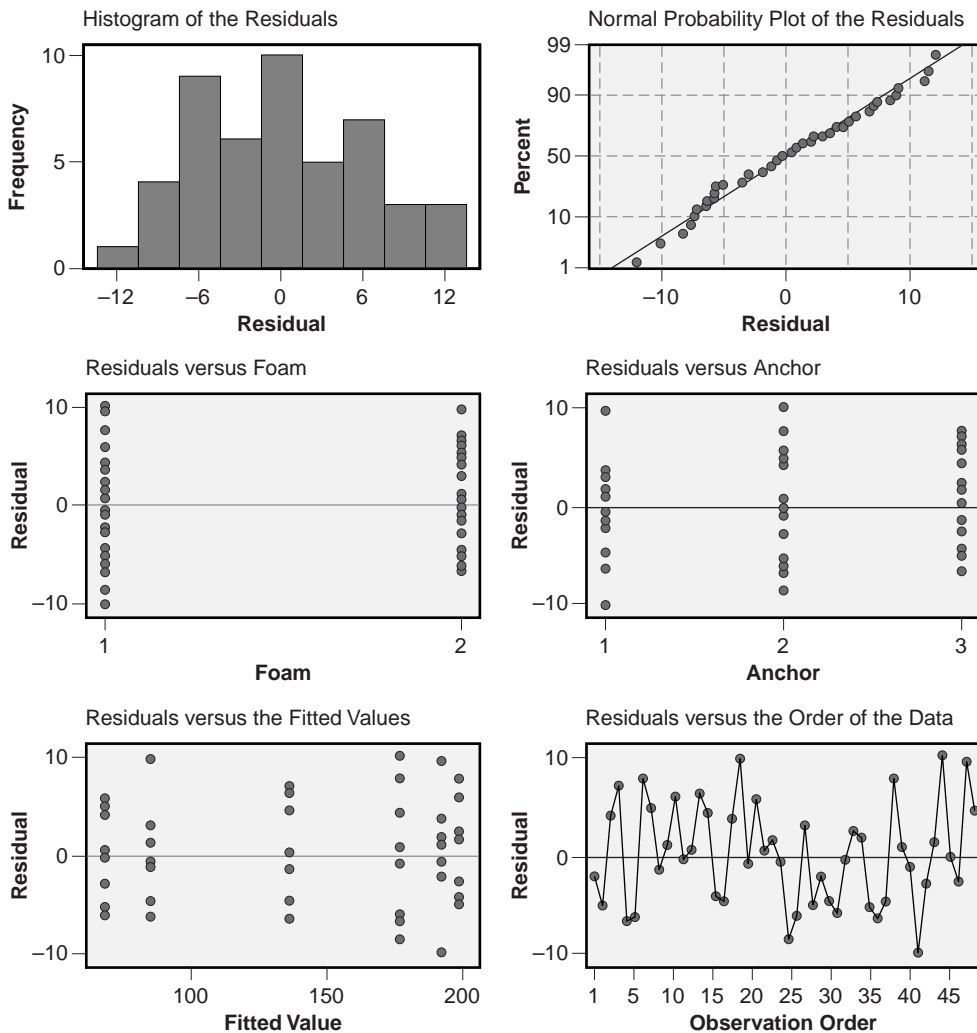 Histogram of the Residuals
Frequency
10
5
0
–12 –6 0 6 12
Residual
Normal Probability Plot of the Residuals
Percent
99
90
50
10
1
–10 0 10
Residual
Residuals versus Foam
Residual
10
0
–10
1 2
Foam
Residuals versus Anchor
Residual
10
0
–10
1 2 3
Anchor
Residuals versus the Fitted Values
Residual
10
0
–10
100 150 200
Fitted Value
Residuals versus the Order of the Data
Residual
10
0
–10
1 5 10 15 20 25 30 35 40 45
Observation Order